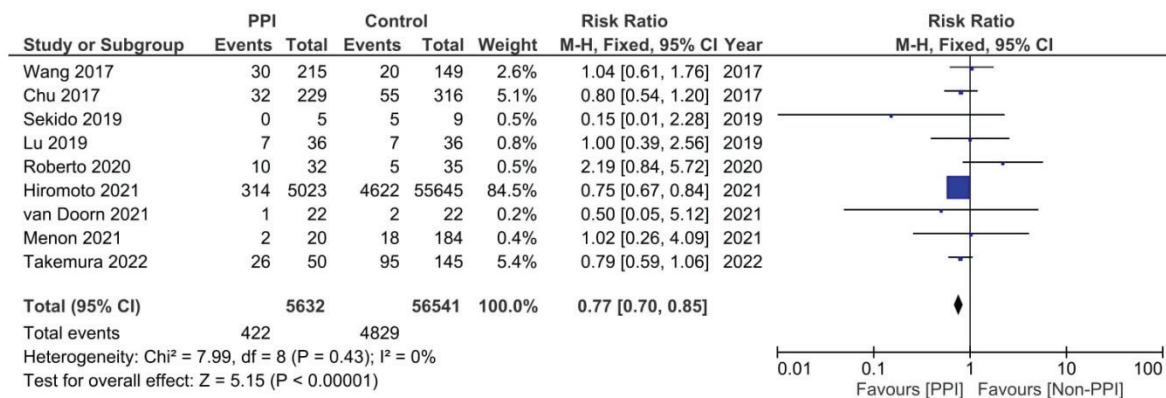 PPI Control Risk Ratio Risk Ratio
Study or Subgroup Events Total Events Total Weight M-H, Fixed, 95% CI Year M-H, Fixed, 95% CI
Wang 2017 30 215 20 149 2.6% 1.04 [0.61, 1.76] 2017
Chu 2017 32 229 55 316 5.1% 0.80 [0.54, 1.20] 2017
Sekido 2019 0 5 5 9 0.5% 0.15 [0.01, 2.28] 2019
Lu 2019 7 36 7 36 0.8% 1.00 [0.39, 2.56] 2019
Roberto 2020 10 32 5 35 0.5% 2.19 [0.84, 5.72] 2020
Hiromoto 2021 314 5023 4622 55645 84.5% 0.75 [0.67, 0.84] 2021
van Doorn 2021 1 22 2 22 0.2% 0.50 [0.05, 5.12] 2021
Menon 2021 2 20 18 184 0.4% 1.02 [0.26, 4.09] 2021
Takemura 2022 26 50 95 145 5.4% 0.79 [0.59, 1.06] 2022
Total (95% CI) 5632 56541 100.0% 0.77 [0.70, 0.85]
Total events 422 4829
Heterogeneity: Chi² = 7.99, df = 8 (P = 0.43); I² = 0%
Test for overall effect: Z = 5.15 (P < 0.00001)
0.01 0.1 1 10 100
Favours [PPI] Favours [Non-PPI]